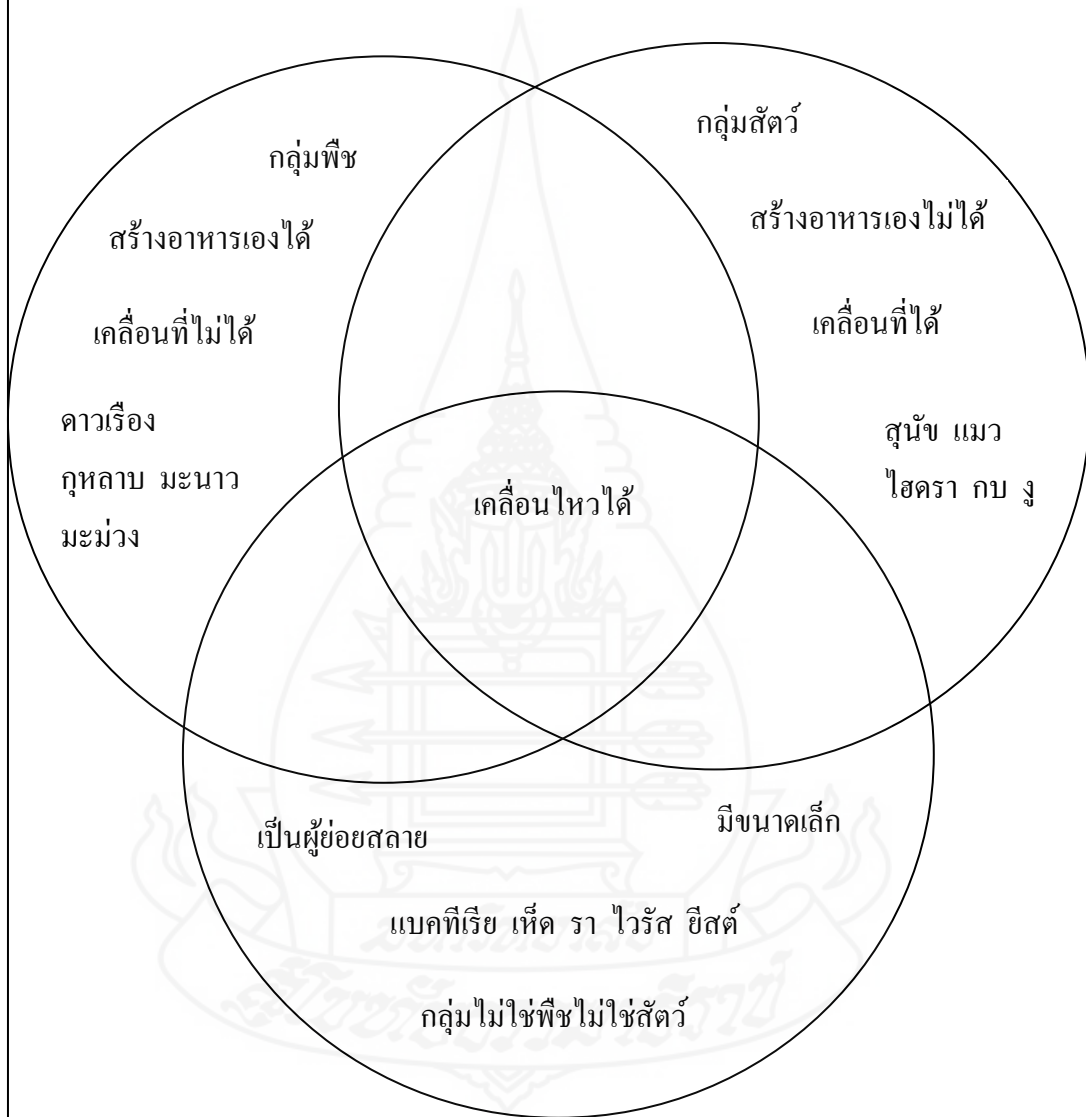 กลุ่มพืช
สร้างอาหารเองได้
เคลื่อนที่ไม่ได้
ดาวเรือง
กุหลาบ มะนาว
มะม่วง
กลุ่มสัตว์
สร้างอาหารเองไม่ได้
เคลื่อนที่ได้
สุนัข แมว
ไฮดรา กบ งู
เคลื่อนไหวได้
เป็นผู้ย่อยสลาย
มีขนาดเล็ก
แบคทีเรีย เห็ด รา ไวรัส ยีสต์
กลุ่มไม่ใช่พืชไม่ใช่สัตว์